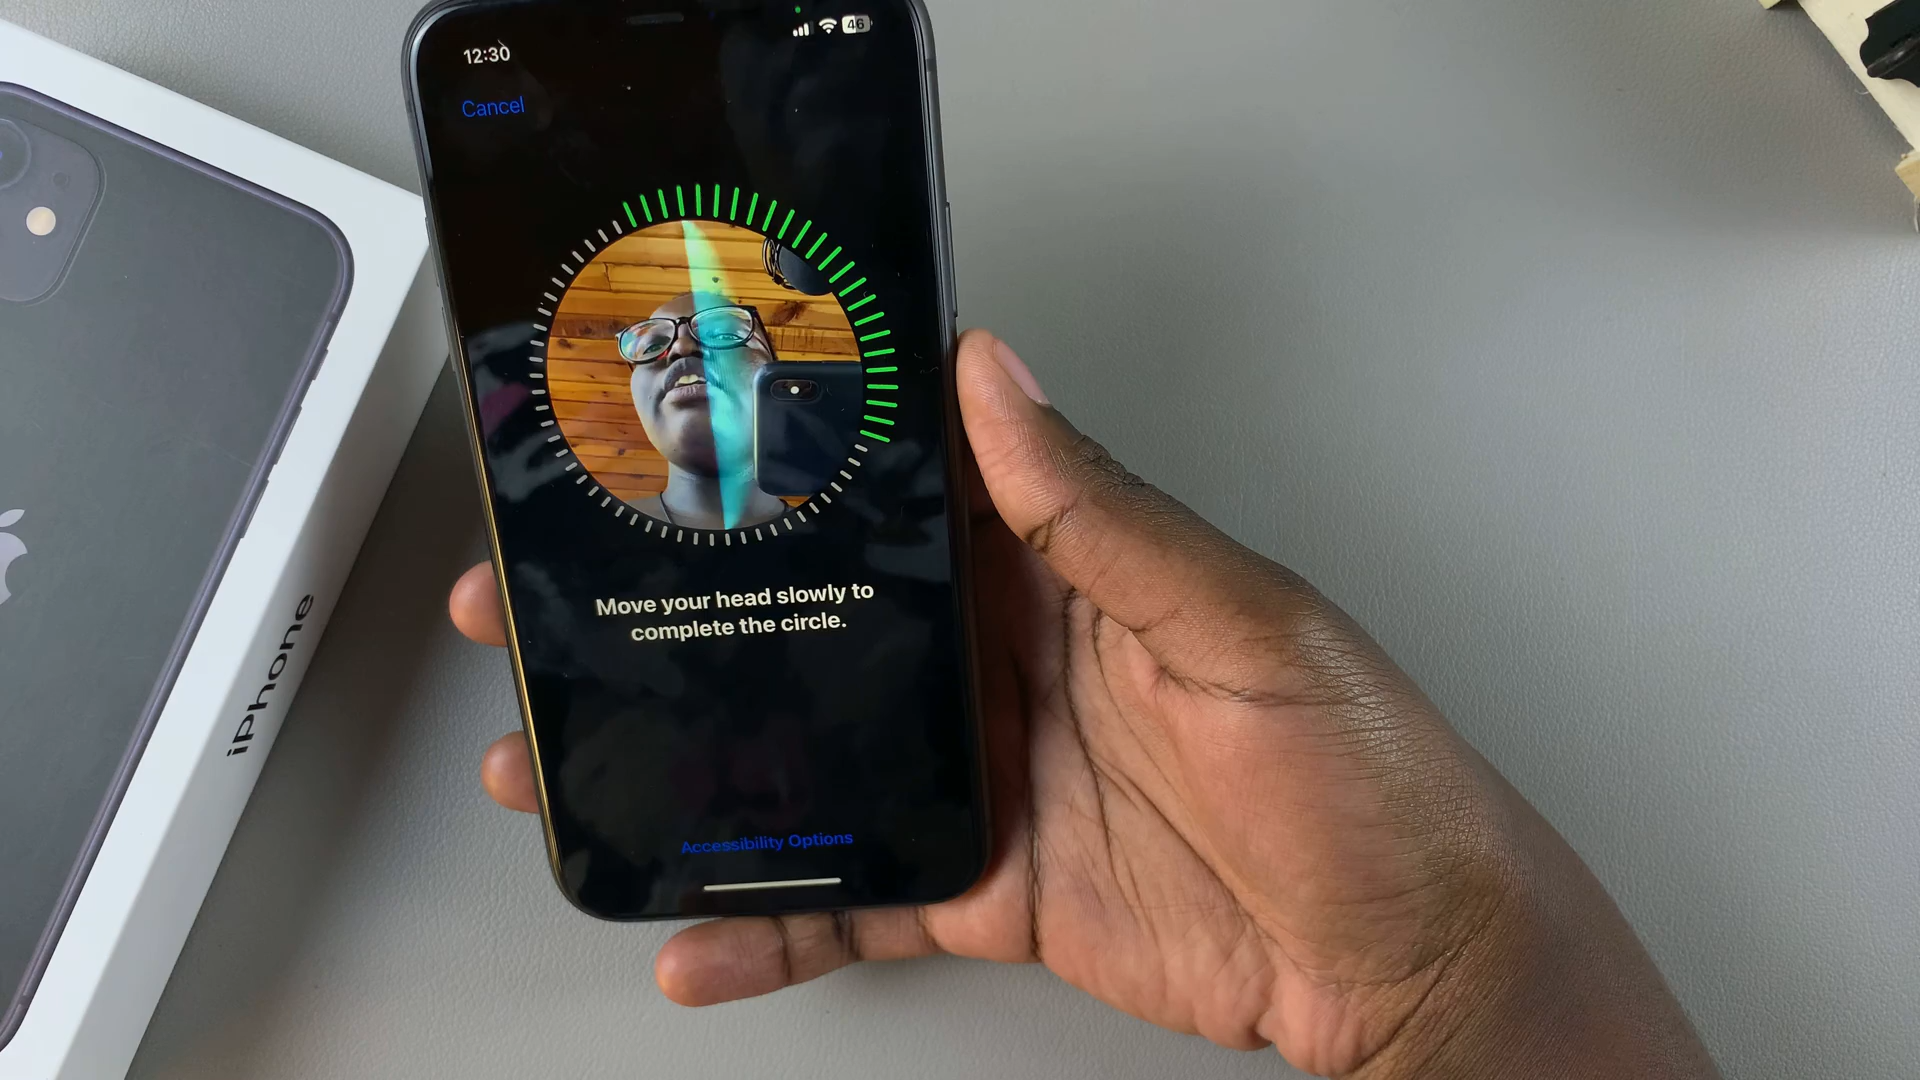 12:30
46
Cancel
Move your head slowly to
complete the circle.
Accessibility Options
iPhone